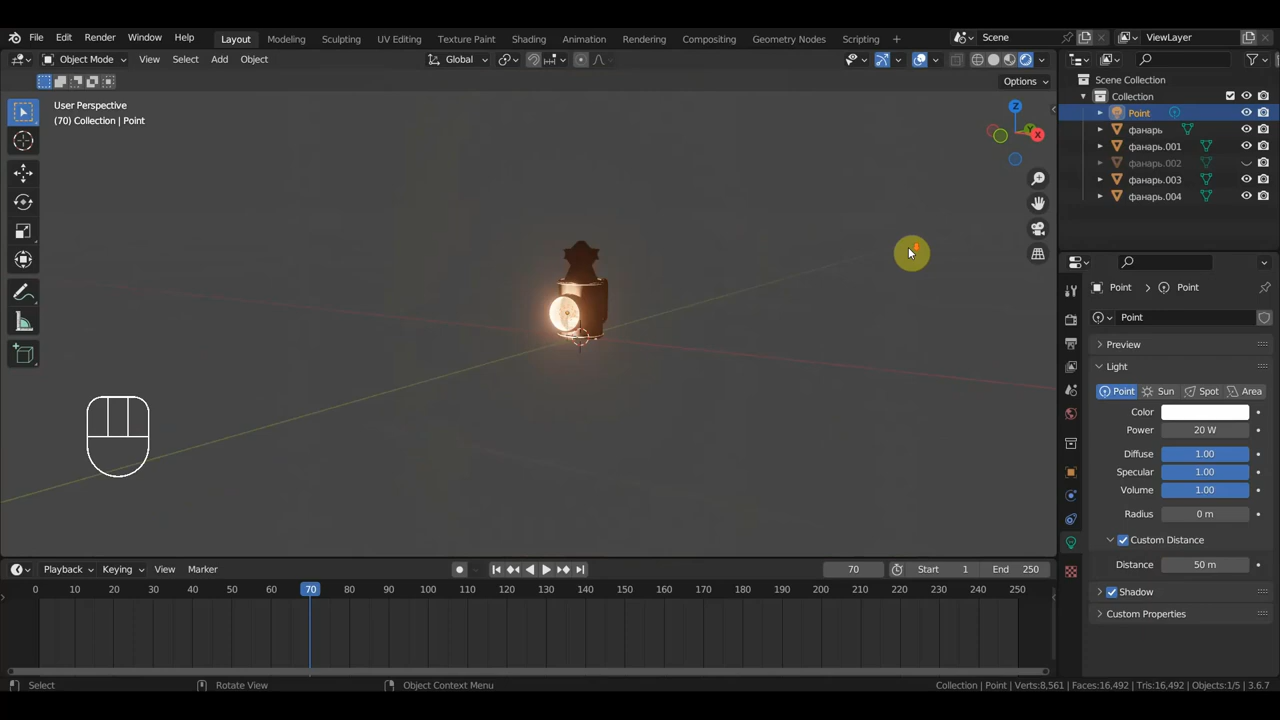 File Edit Render Window Help Layout Modeling Sculpting UV Editing Texture Paint Shading Animation Rendering Compositing Geometry Nodes Scripting + Scene ViewLayer
Object Mode View Select Add Object Global
Options
User Perspective
(70) Collection | Point
Z
Y
X
Scene Collection
Collection
Point
фанарь
фанарь.001
фанарь.002
фанарь.003
фанарь.004
Point Point
Point
Preview
Light
Point Sun Spot Area
Color
Power 20 W
Diffuse 1.00
Specular 1.00
Volume 1.00
Radius 0 m
Custom Distance
Distance 50 m
Shadow
Custom Properties
Playback Keying View Marker 70 Start 1 End 250
0 10 20 30 40 50 60 70 80 90 100 110 120 130 140 150 160 170 180 190 200 210 220 230 240 250
Select Rotate View Object Context Menu Collection | Point | Verts:8,561 | Faces:16,492 | Tris:16,492 | Objects:1/5 | 3.6.7